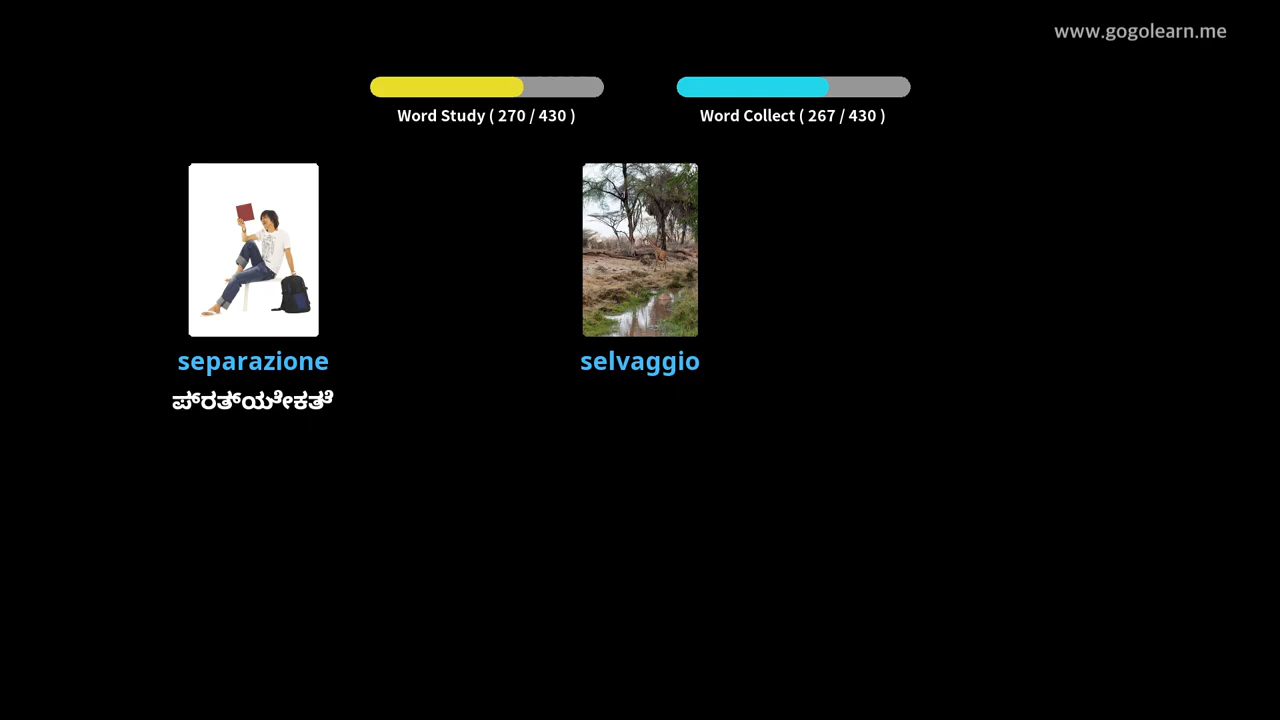 www.gogolearn.me
Word Study ( 270 / 430 )
Word Collect ( 267 / 430 )
separazione
selvaggio
ಪ್ರತ್ಯೇಕತೆ